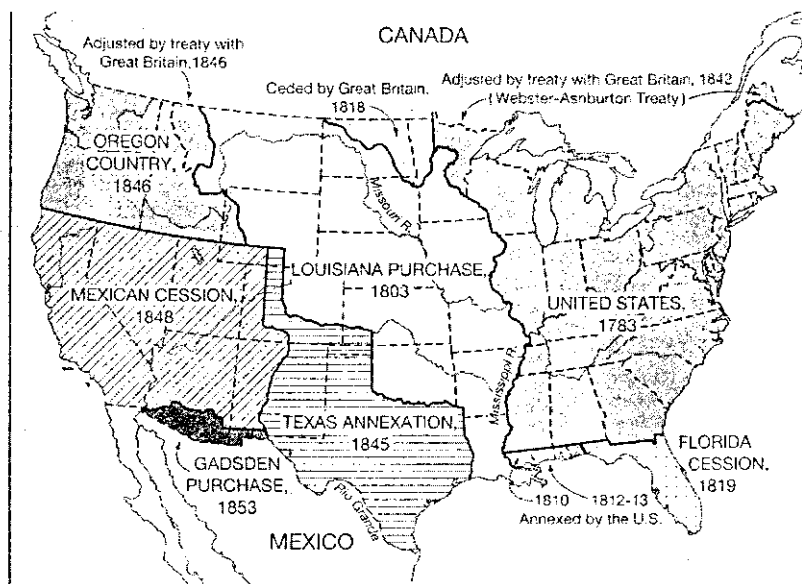 CANADA
Adjusted by treaty with
Great Britain, 1846
Ceded by Great Britain,
1818
Adjusted by treaty with Great Britain, 1842
(Webster-Ashburton Treaty)
OREGON
COUNTRY,
1846
Missouri R.
LOUISIANA PURCHASE,
1803
MEXICAN CESSION,
1848
UNITED STATES,
1783
Mississippi R.
TEXAS ANNEXATION,
1845
GADSDEN
PURCHASE,
1853
FLORIDA
CESSION,
1819
1810
1812-13
Annexed by the U.S.
Rio Grande
MEXICO